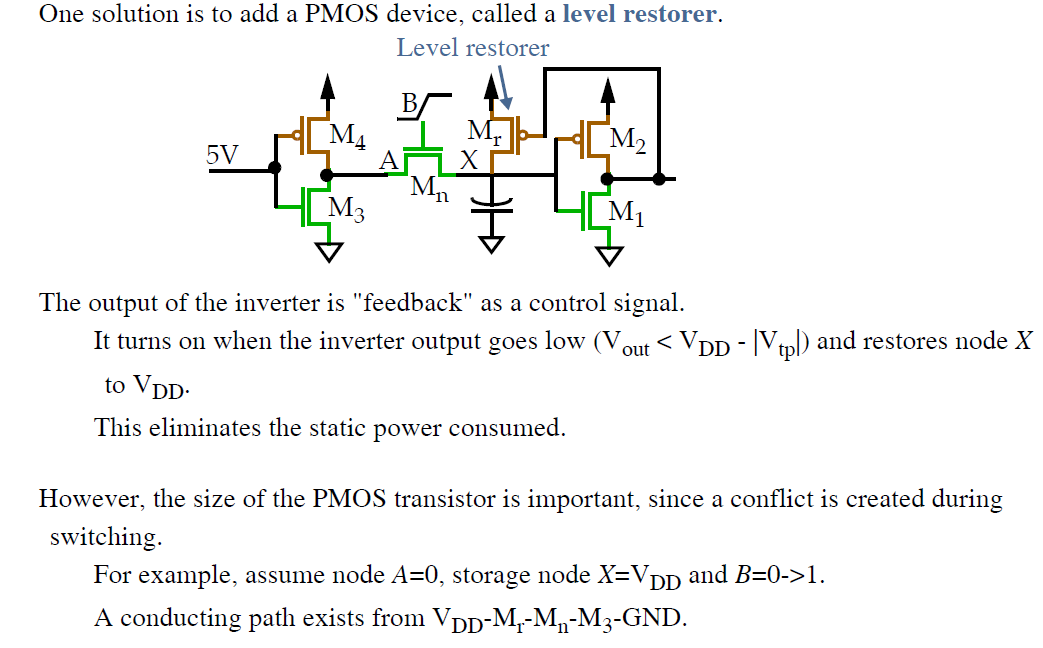 One solution is to add a PMOS device, called a level restorer.
Level restorer
B
M4
Mr
M2
5V
A
X
Mn
M3
M1
The output of the inverter is "feedback" as a control signal.
It turns on when the inverter output goes low (Vout < VDD - |Vtp|) and restores node X
to VDD.
This eliminates the static power consumed.
However, the size of the PMOS transistor is important, since a conflict is created during
switching.
For example, assume node A=0, storage node X=VDD and B=0->1.
A conducting path exists from VDD-Mr-Mn-M3-GND.